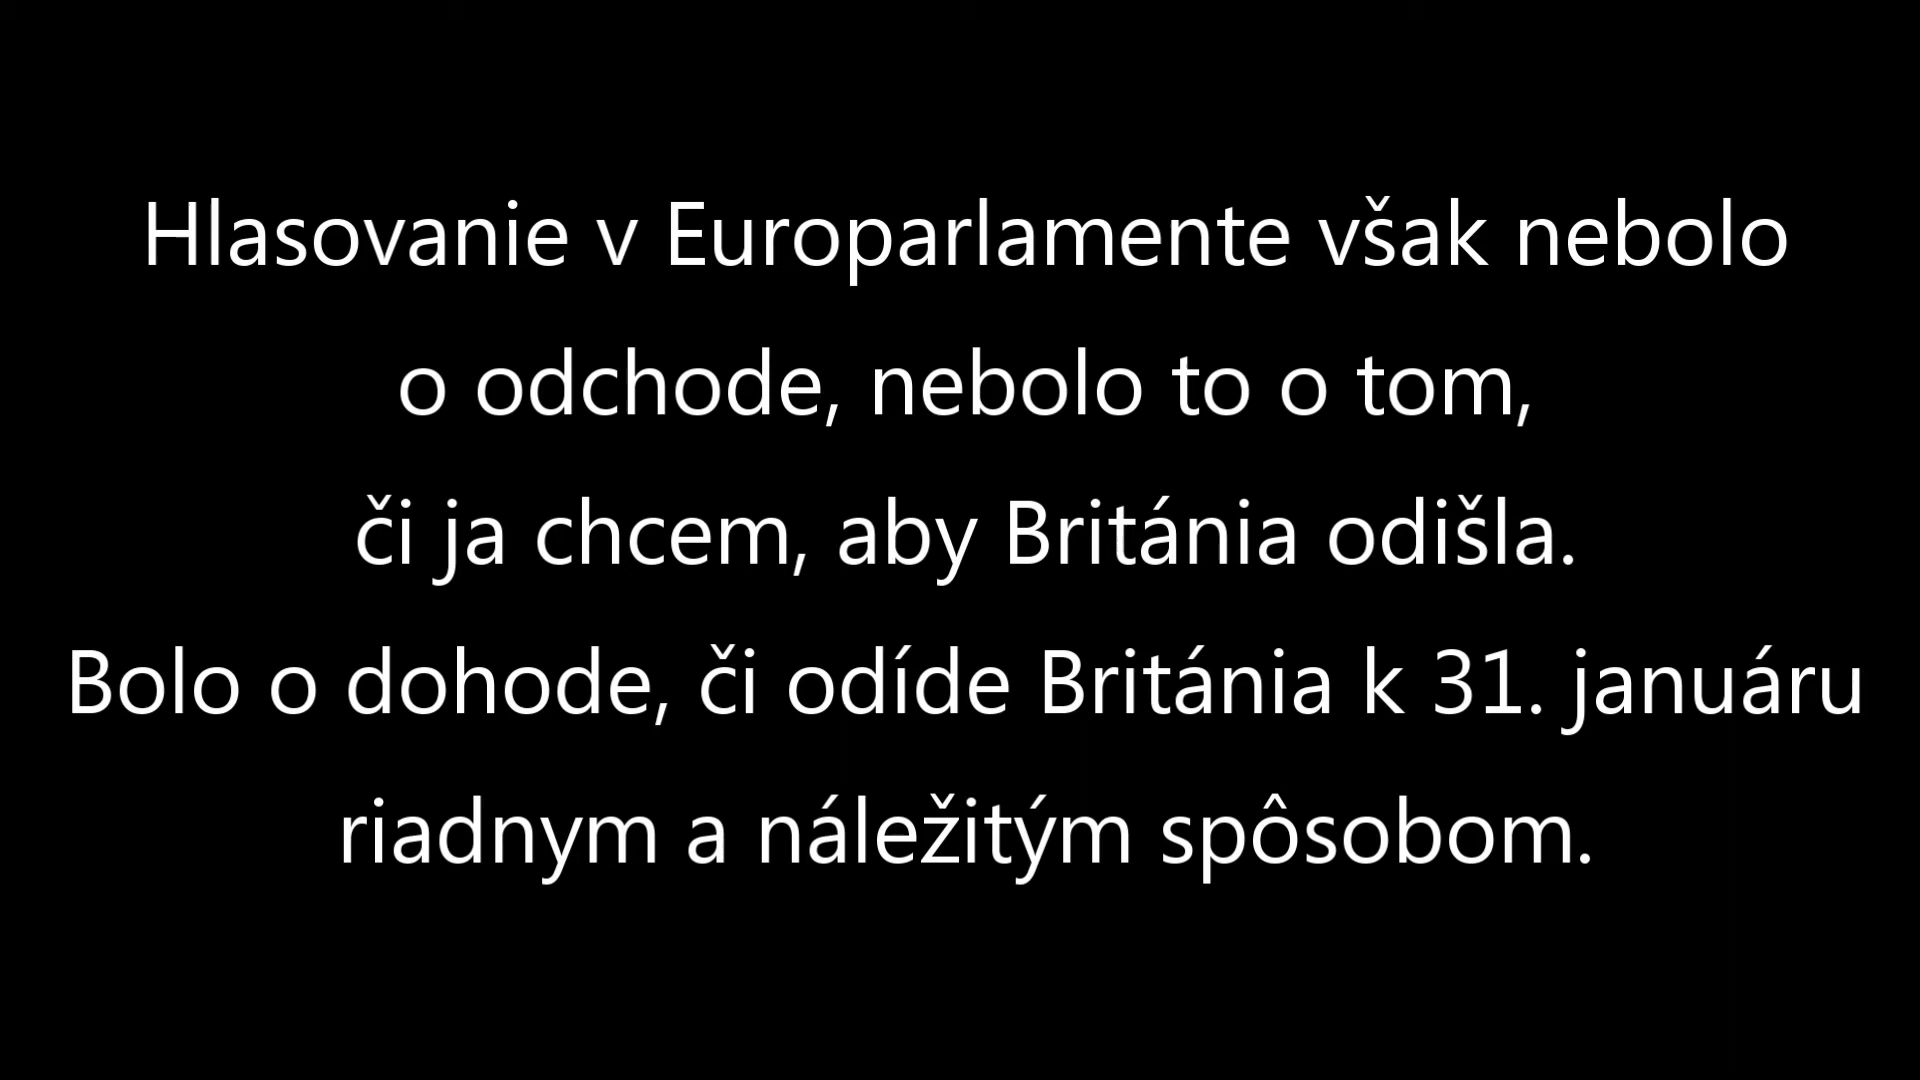 Hlasovanie v Europarlamente však nebolo
o odchode, nebolo to o tom,
či ja chcem, aby Británia odišla.
Bolo o dohode, či odíde Británia k 31. januáru
riadnym a náležitým spôsobom.